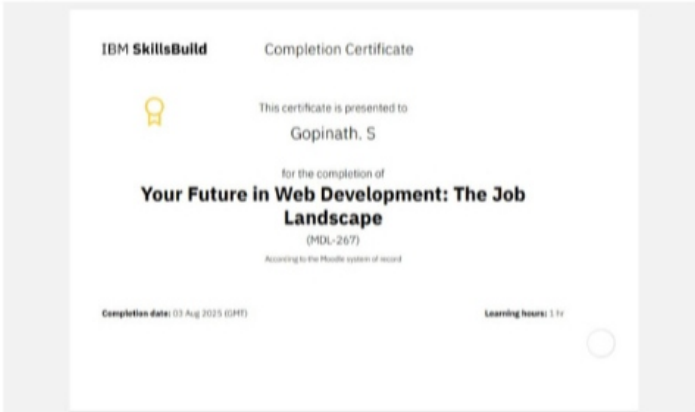 IBM SkillsBuild
Completion Certificate
This certificate is presented to
Gopinath. S
for the completion of
Your Future in Web Development: The Job
Landscape
(MDL-267)
According to the Moodle system of record
Completion date: 03 Aug 2025 (GMT)
Learning hours: 1 hr